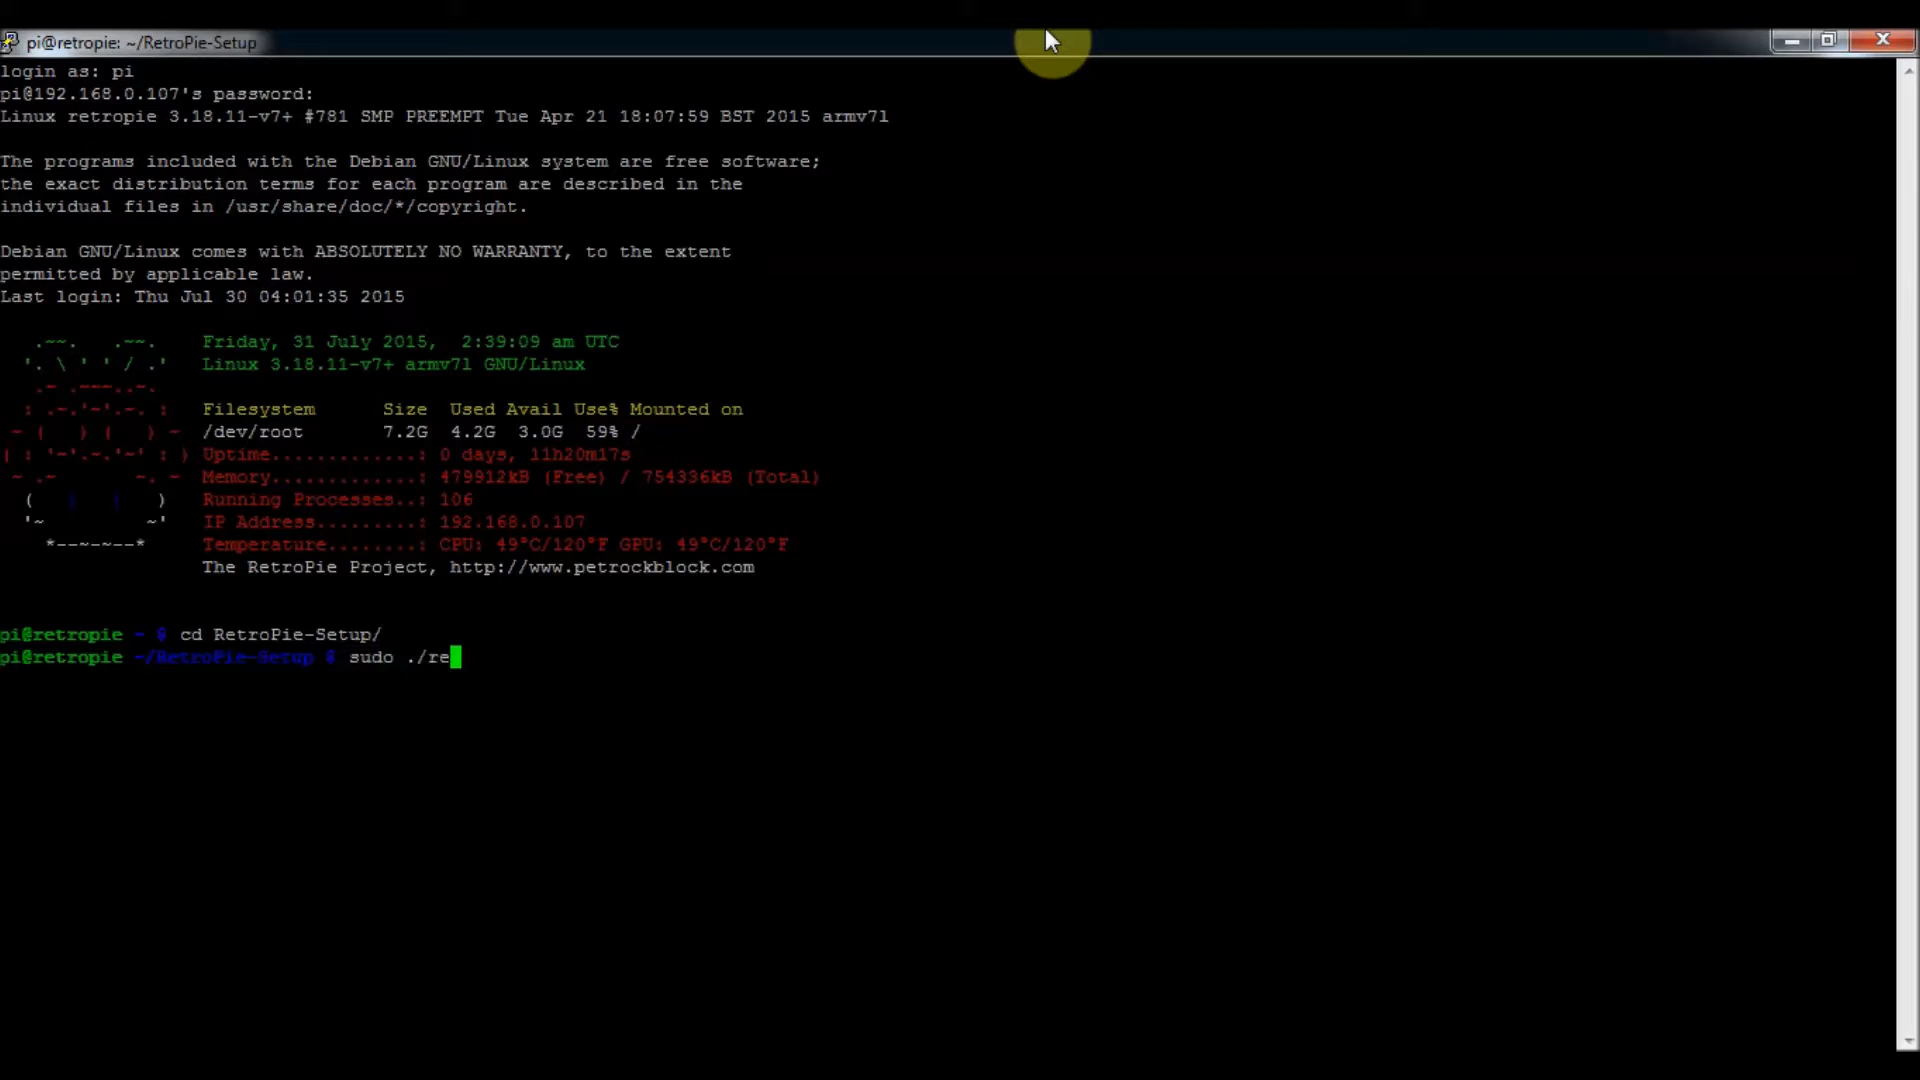 pi@retropie: ~/RetroPie-Setup
login as: pi
pi@192.168.0.107's password:
Linux retropie 3.18.11-v7+ #781 SMP PREEMPT Tue Apr 21 18:07:59 BST 2015 armv7l
The programs included with the Debian GNU/Linux system are free software;
the exact distribution terms for each program are described in the
individual files in /usr/share/doc/*/copyright.
Debian GNU/Linux comes with ABSOLUTELY NO WARRANTY, to the extent
permitted by applicable law.
Last login: Thu Jul 30 04:01:35 2015
Friday, 31 July 2015,  2:39:09 am UTC
Linux 3.18.11-v7+ armv7l GNU/Linux
Filesystem      Size  Used Avail Use% Mounted on
/dev/root       7.2G  4.2G  3.0G  59% /
Uptime.............: 0 days, 11h20m17s
Memory.............: 479912kB (Free) / 754336kB (Total)
Running Processes..: 106
IP Address.........: 192.168.0.107
Temperature........: CPU: 49°C/120°F GPU: 49°C/120°F
The RetroPie Project, http://www.petrockblock.com
pi@retropie ~ $ cd RetroPie-Setup/
pi@retropie ~/RetroPie-Setup $ sudo ./re